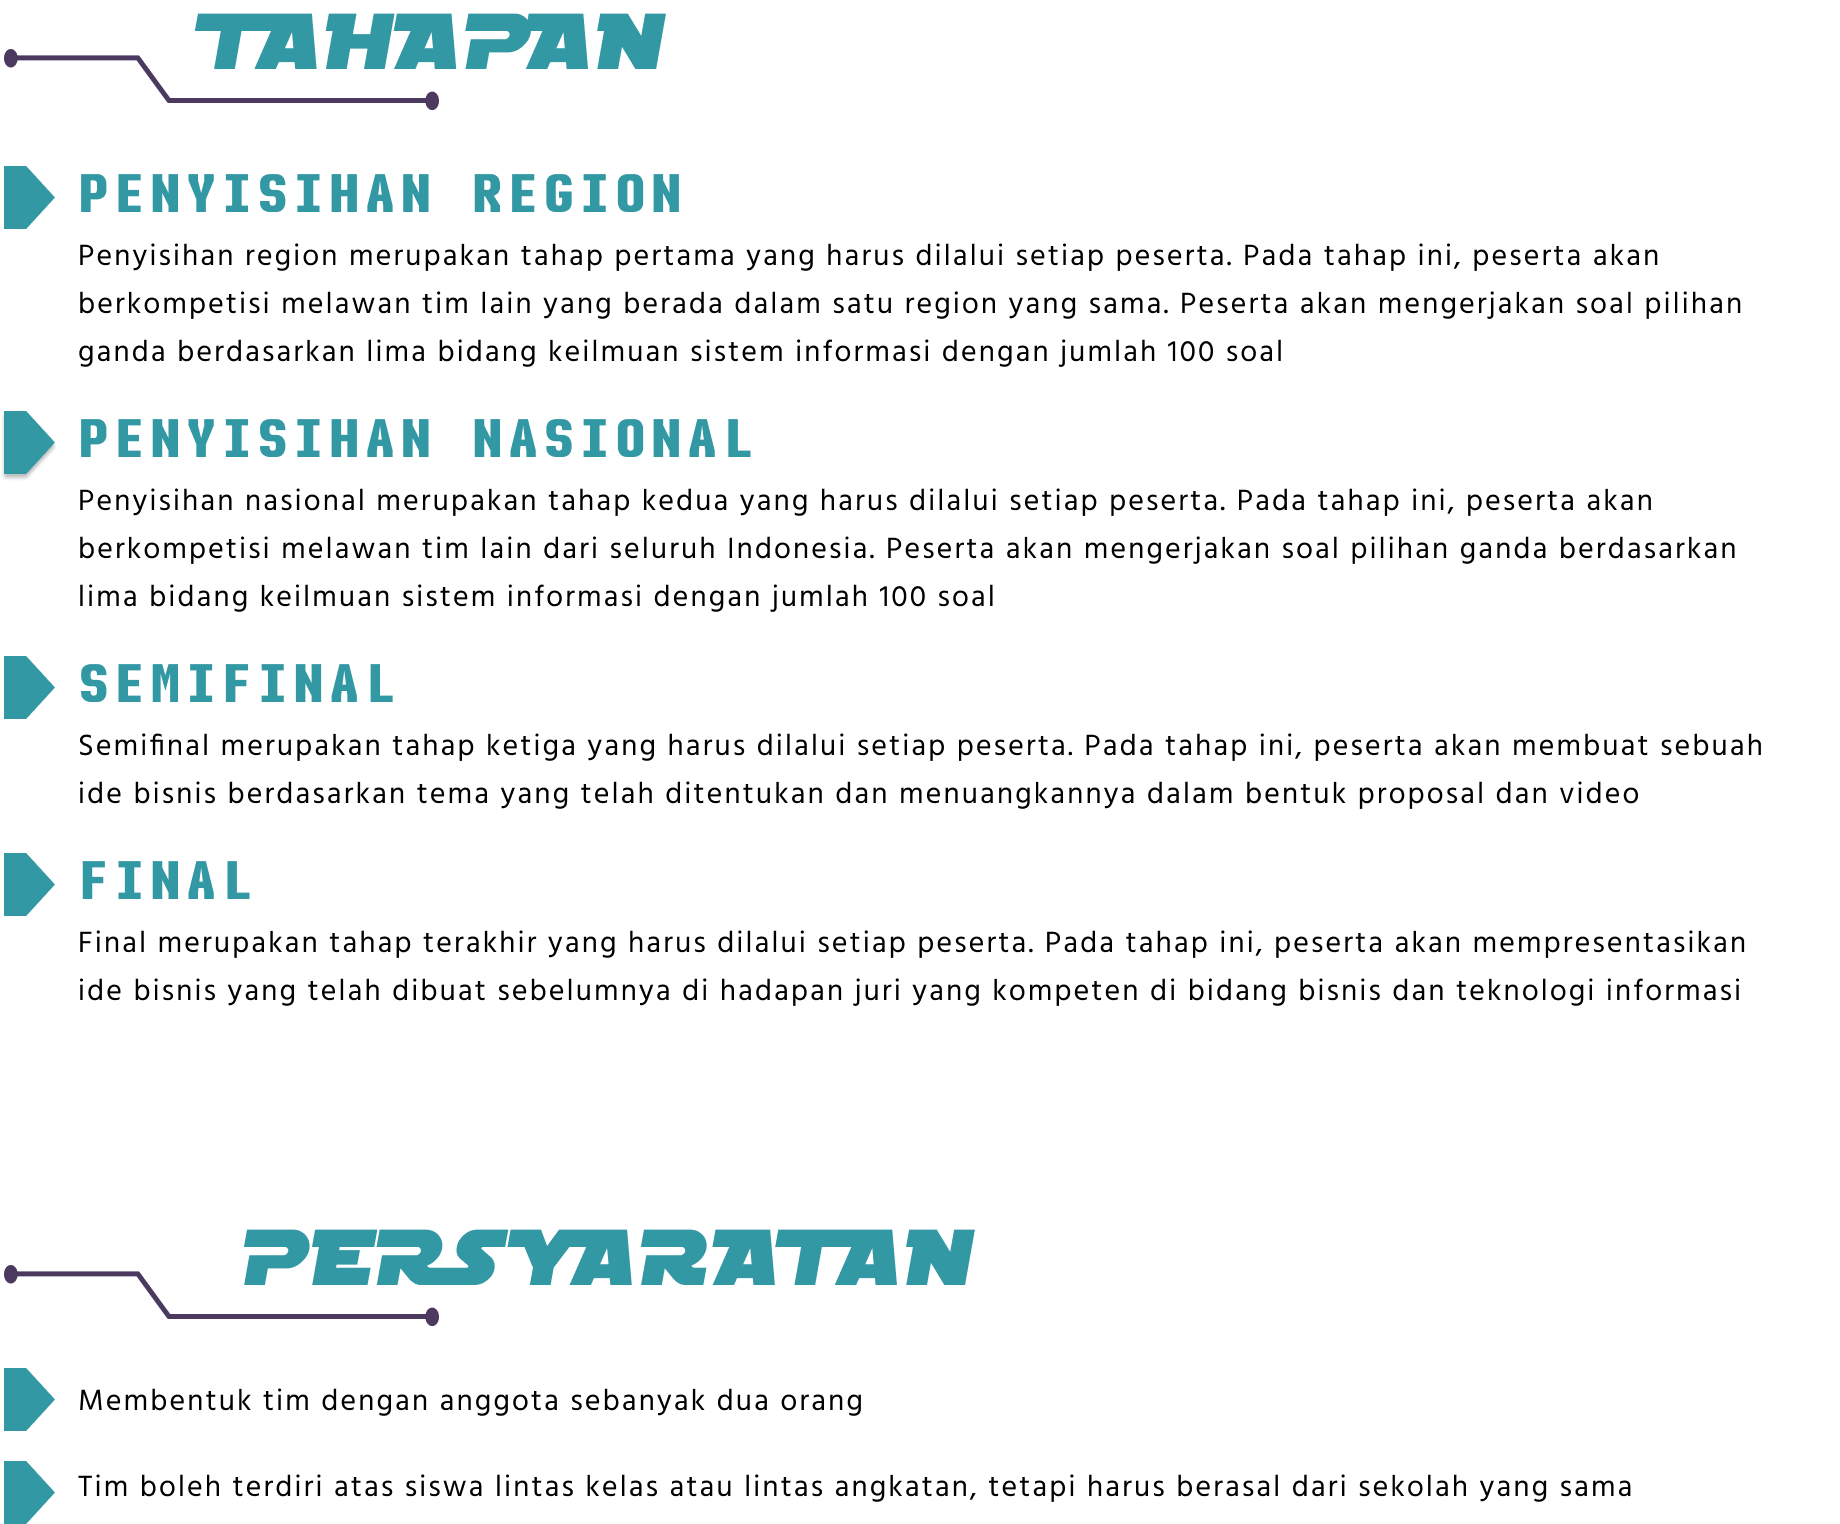 TAHAPAN
PENYISIHAN REGION
Penyisihan region merupakan tahap pertama yang harus dilalui setiap peserta. Pada tahap ini, peserta akan
berkompetisi melawan tim lain yang berada dalam satu region yang sama. Peserta akan mengerjakan soal pilihan
ganda berdasarkan lima bidang keilmuan sistem informasi dengan jumlah 100 soal
PENYISIHAN NASIONAL
Penyisihan nasional merupakan tahap kedua yang harus dilalui setiap peserta. Pada tahap ini, peserta akan
berkompetisi melawan tim lain dari seluruh Indonesia. Peserta akan mengerjakan soal pilihan ganda berdasarkan
lima bidang keilmuan sistem informasi dengan jumlah 100 soal
SEMIFINAL
Semifinal merupakan tahap ketiga yang harus dilalui setiap peserta. Pada tahap ini, peserta akan membuat sebuah
ide bisnis berdasarkan tema yang telah ditentukan dan menuangkannya dalam bentuk proposal dan video
FINAL
Final merupakan tahap terakhir yang harus dilalui setiap peserta. Pada tahap ini, peserta akan mempresentasikan
ide bisnis yang telah dibuat sebelumnya di hadapan juri yang kompeten di bidang bisnis dan teknologi informasi
PERSYARATAN
Membentuk tim dengan anggota sebanyak dua orang
Tim boleh terdiri atas siswa lintas kelas atau lintas angkatan, tetapi harus berasal dari sekolah yang sama